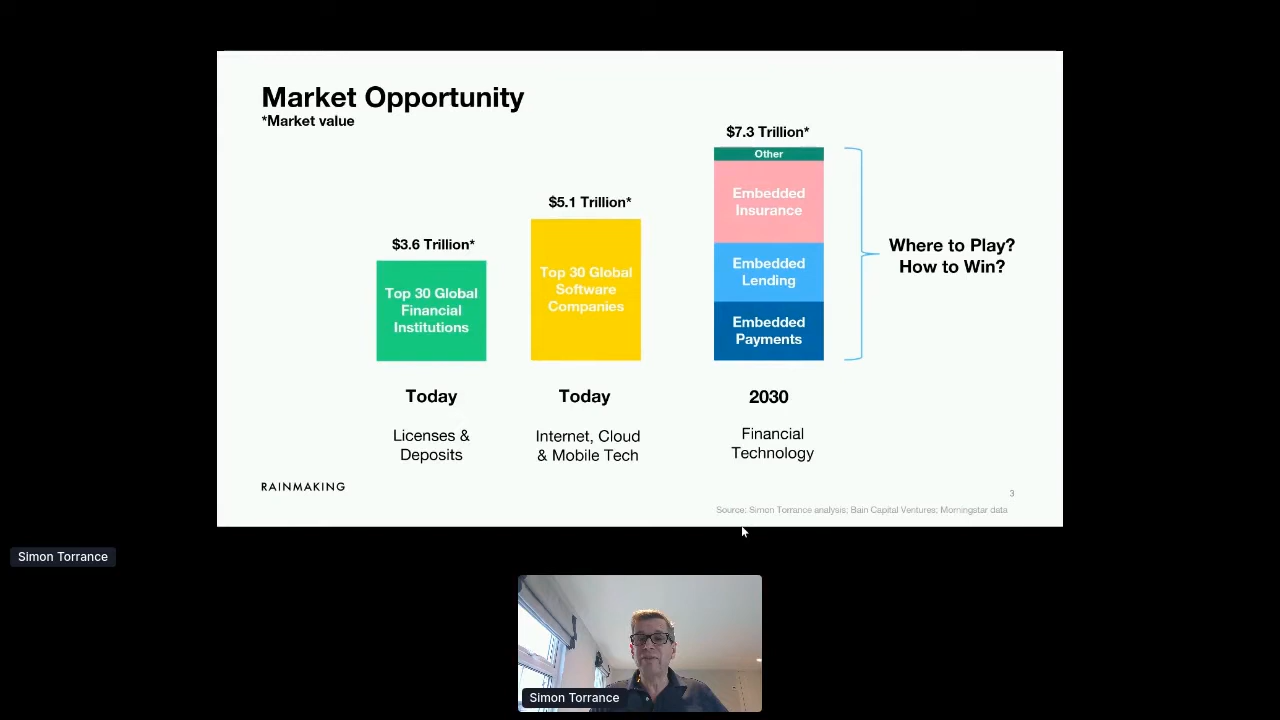 Market Opportunity
*Market value
$3.6 Trillion*
Top 30 Global
Financial
Institutions
Today
Licenses &
Deposits
$5.1 Trillion*
Top 30 Global
Software
Companies
Today
Internet, Cloud
& Mobile Tech
$7.3 Trillion*
Other
Embedded
Insurance
Embedded
Lending
Embedded
Payments
2030
Financial
Technology
Where to Play?
How to Win?
RAINMAKING
3
Source: Simon Torrance analysis; Bain Capital Ventures; Morningstar data
Simon Torrance
Simon Torrance